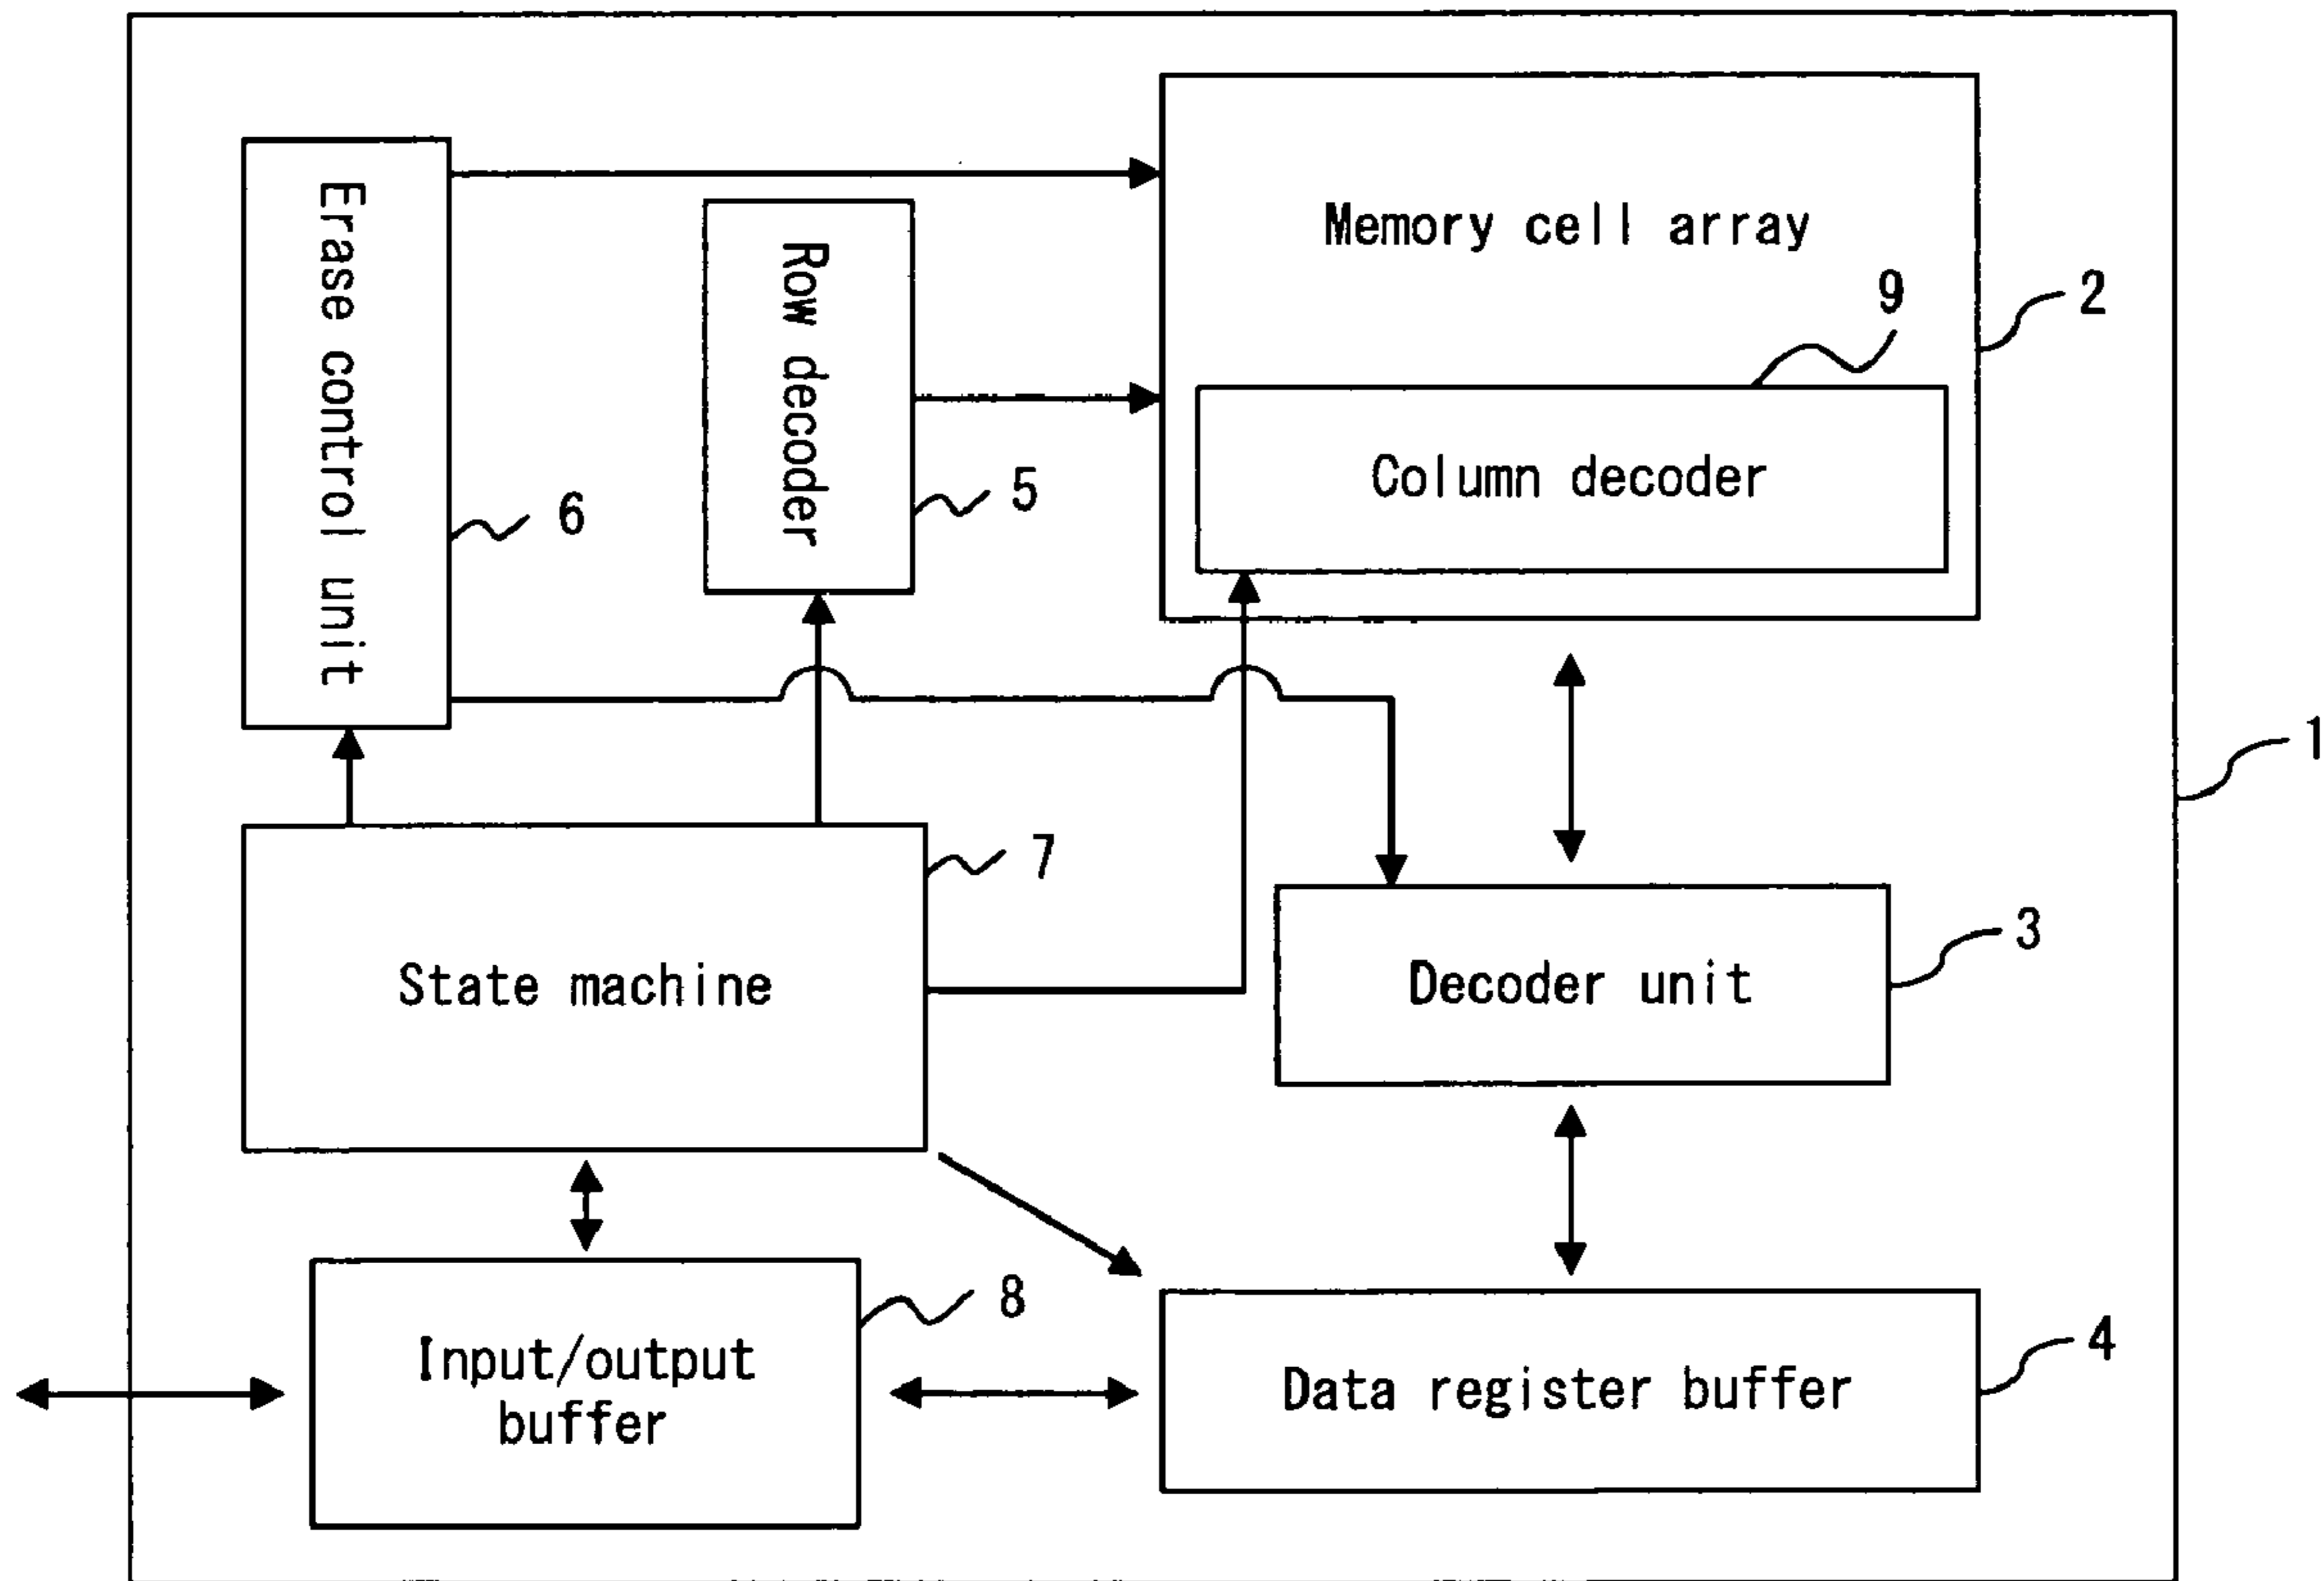 Erase control unit
6
Row decoder
5
Memory cell array
9
2
Column decoder
1
State machine
7
Decoder unit
3
Input/output
buffer
8
Data register buffer
4